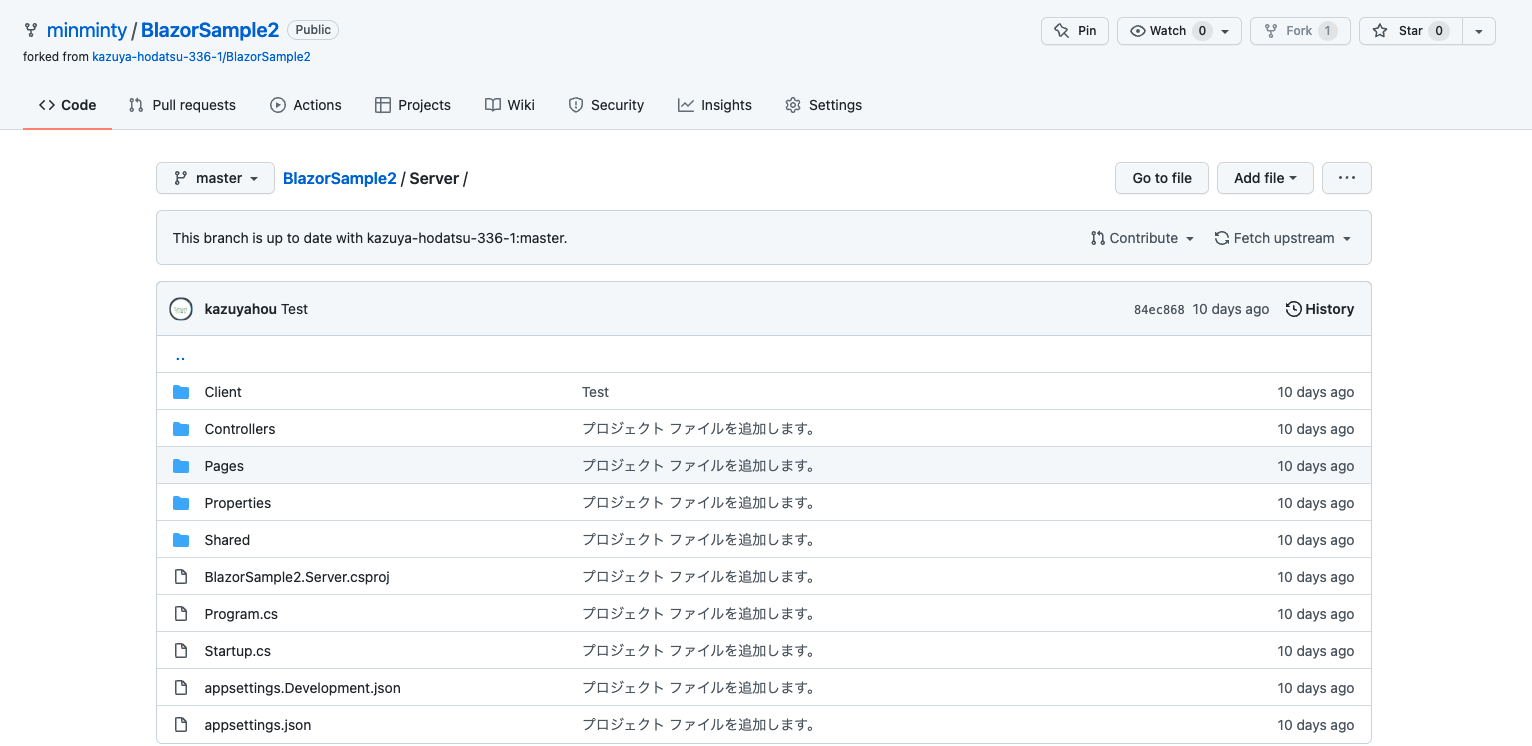 minminty / BlazorSample2 Public Pin Watch 0 Fork 1 Star 0
forked from kazuya-hodatsu-336-1/BlazorSample2
Code Pull requests Actions Projects Wiki Security Insights Settings
master BlazorSample2 / Server / Go to file Add file ...
This branch is up to date with kazuya-hodatsu-336-1:master. Contribute Fetch upstream
kazuyahou Test 84ec868 10 days ago History
..
Client Test 10 days ago
Controllers プロジェクト ファイルを追加します。 10 days ago
Pages プロジェクト ファイルを追加します。 10 days ago
Properties プロジェクト ファイルを追加します。 10 days ago
Shared プロジェクト ファイルを追加します。 10 days ago
BlazorSample2.Server.csproj プロジェクト ファイルを追加します。 10 days ago
Program.cs プロジェクト ファイルを追加します。 10 days ago
Startup.cs プロジェクト ファイルを追加します。 10 days ago
appsettings.Development.json プロジェクト ファイルを追加します。 10 days ago
appsettings.json プロジェクト ファイルを追加します。 10 days ago